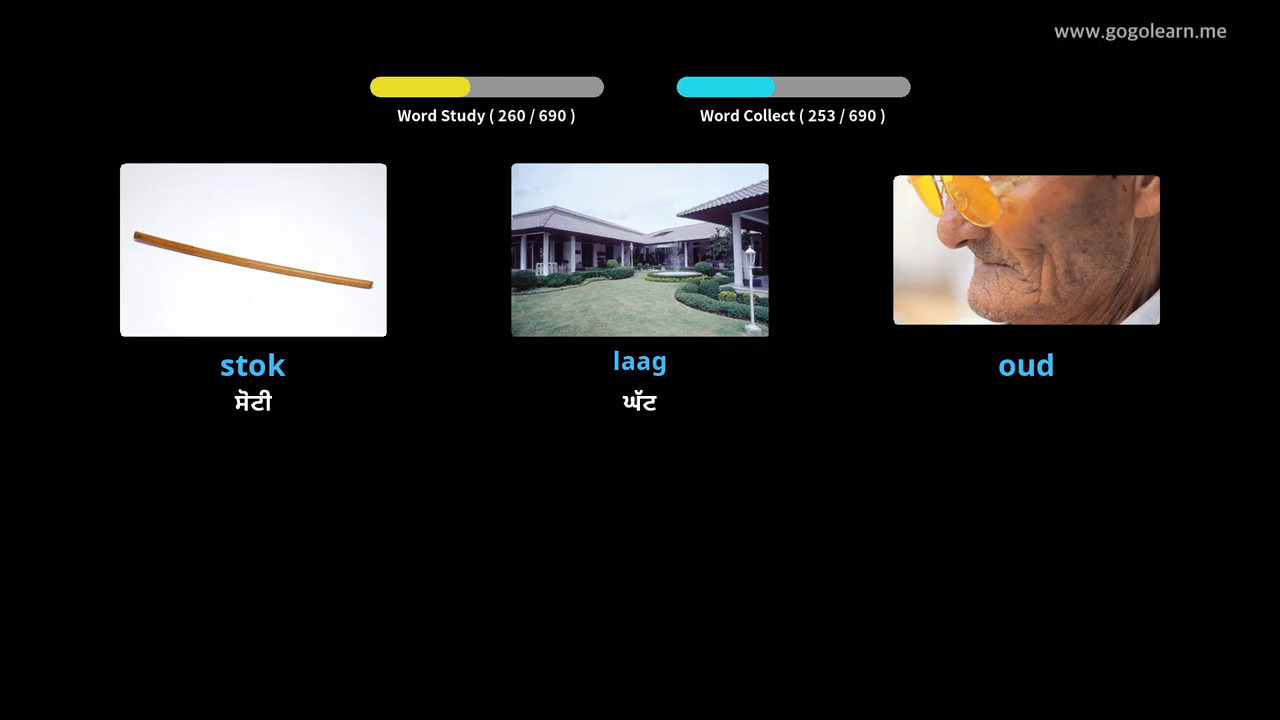 www.gogolearn.me
Word Study ( 260 / 690 )
Word Collect ( 253 / 690 )
stok
laag
oud
ਸੋਟੀ
ਘੱਟ